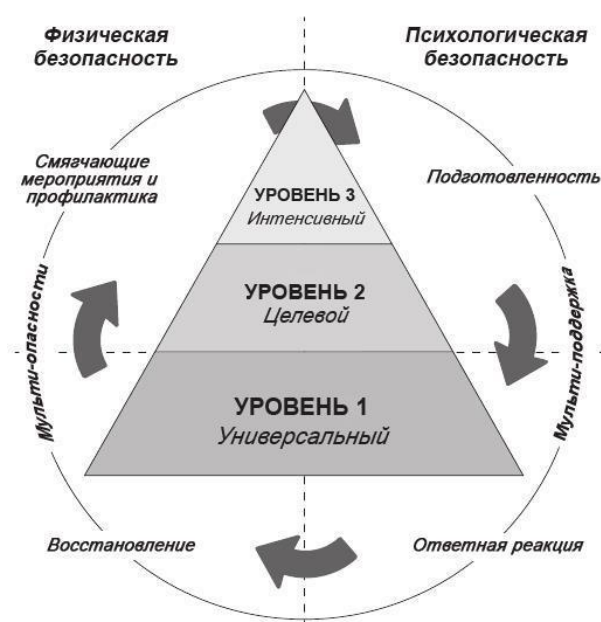 Физическая
безопасность
Психологическая
безопасность
Смягчающие
мероприятия и
профилактика
Подготовленность
УРОВЕНЬ 3
Интенсивный
УРОВЕНЬ 2
Целевой
Мульти-опасности
Мульти-поддержка
УРОВЕНЬ 1
Универсальный
Восстановление
Ответная реакция